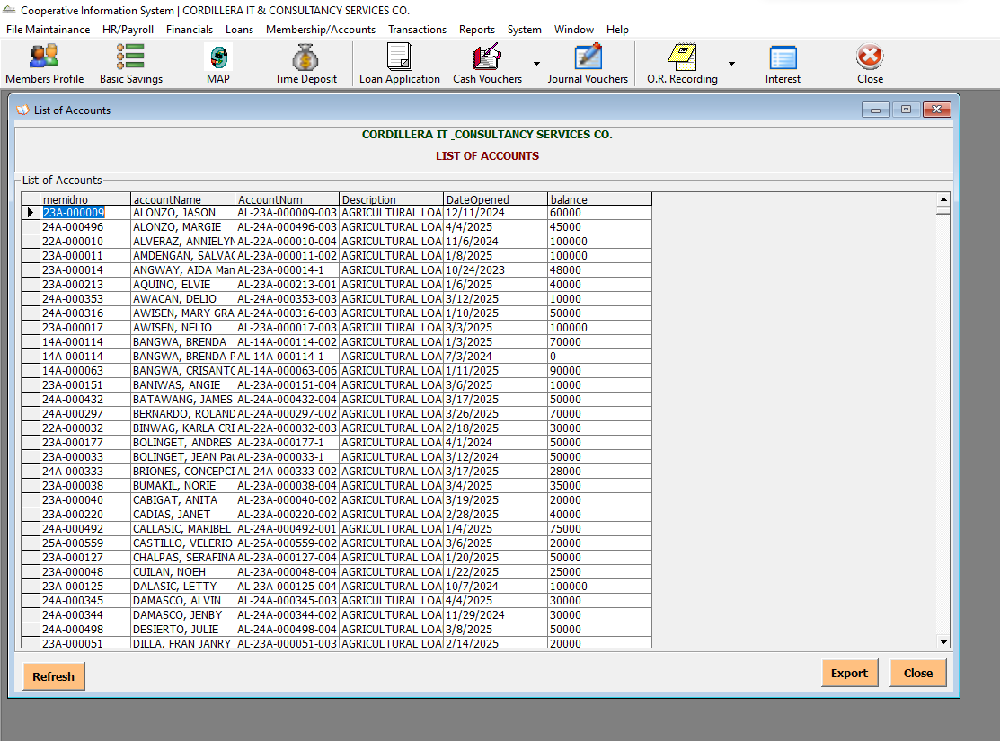 Cooperative Information System | CORDILLERA IT & CONSULTANCY SERVICES CO.
File Maintainance HR/Payroll Financials Loans Membership/Accounts Transactions Reports System Window Help
Members Profile Basic Savings MAP Time Deposit Loan Application Cash Vouchers Journal Vouchers O.R. Recording Interest Close
List of Accounts
CORDILLERA IT _CONSULTANCY SERVICES CO.
LIST OF ACCOUNTS
List of Accounts
memidno accountName AccountNum Description DateOpened balance
23A-000009 ALONZO, JASON AL-23A-000009-003 AGRICULTURAL LOA 12/11/2024 60000
24A-000496 ALONZO, MARGIE AL-24A-000496-003 AGRICULTURAL LOA 4/4/2025 45000
22A-000010 ALVERAZ, ANNIELYN AL-22A-000010-004 AGRICULTURAL LOA 11/6/2024 100000
23A-000011 AMDENGAN, SALVAC AL-23A-000011-002 AGRICULTURAL LOA 1/8/2025 100000
23A-000014 ANGWAY, AIDA Man AL-23A-000014-1 AGRICULTURAL LOA 10/24/2023 48000
23A-000213 AQUINO, ELVIE AL-23A-000213-001 AGRICULTURAL LOA 1/6/2025 40000
24A-000353 AWACAN, DELIO AL-24A-000353-003 AGRICULTURAL LOA 3/12/2025 10000
24A-000316 AWISEN, MARY GRA AL-24A-000316-003 AGRICULTURAL LOA 1/10/2025 50000
23A-000017 AWISEN, NELIO AL-23A-000017-003 AGRICULTURAL LOA 3/3/2025 100000
14A-000114 BANGWA, BRENDA AL-14A-000114-002 AGRICULTURAL LOA 1/3/2025 70000
14A-000114 BANGWA, BRENDA P AL-14A-000114-1 AGRICULTURAL LOA 7/3/2024 0
14A-000063 BANGWA, CRISANTO AL-14A-000063-006 AGRICULTURAL LOA 1/11/2025 90000
23A-000151 BANIWAS, ANGIE AL-23A-000151-004 AGRICULTURAL LOA 3/6/2025 10000
24A-000432 BATAWANG, JAMES AL-24A-000432-004 AGRICULTURAL LOA 3/17/2025 50000
24A-000297 BERNARDO, ROLAND AL-24A-000297-002 AGRICULTURAL LOA 3/26/2025 70000
22A-000032 BINWAG, KARLA CRI AL-22A-000032-003 AGRICULTURAL LOA 2/18/2025 30000
23A-000177 BOLINGET, ANDRES AL-23A-000177-1 AGRICULTURAL LOA 4/1/2024 50000
23A-000033 BOLINGET, JEAN Pau AL-23A-000033-1 AGRICULTURAL LOA 3/12/2024 50000
24A-000333 BRIONES, CONCEPCI AL-24A-000333-002 AGRICULTURAL LOA 3/17/2025 28000
23A-000038 BUMAKIL, NORIE AL-23A-000038-004 AGRICULTURAL LOA 3/4/2025 35000
23A-000040 CABIGAT, ANITA AL-23A-000040-002 AGRICULTURAL LOA 3/19/2025 20000
23A-000220 CADIAS, JANET AL-23A-000220-002 AGRICULTURAL LOA 2/28/2025 40000
24A-000492 CALLASIC, MARIBEL AL-24A-000492-001 AGRICULTURAL LOA 1/4/2025 75000
25A-000559 CASTILLO, VELERIO AL-25A-000559-002 AGRICULTURAL LOA 3/6/2025 20000
23A-000127 CHALPAS, SERAFINA AL-23A-000127-004 AGRICULTURAL LOA 1/20/2025 50000
23A-000048 CUILAN, NOEH AL-23A-000048-004 AGRICULTURAL LOA 1/22/2025 25000
23A-000125 DALASIC, LETTY AL-23A-000125-004 AGRICULTURAL LOA 10/7/2024 100000
24A-000345 DAMASCO, ALVIN AL-24A-000345-003 AGRICULTURAL LOA 4/4/2025 30000
24A-000344 DAMASCO, JENBY AL-24A-000344-002 AGRICULTURAL LOA 11/29/2024 30000
24A-000498 DESIERTO, JULIE AL-24A-000498-004 AGRICULTURAL LOA 3/8/2025 50000
23A-000051 DILLA, FRAN JANRY AL-23A-000051-003 AGRICULTURAL LOA 2/14/2025 20000
Refresh Export Close